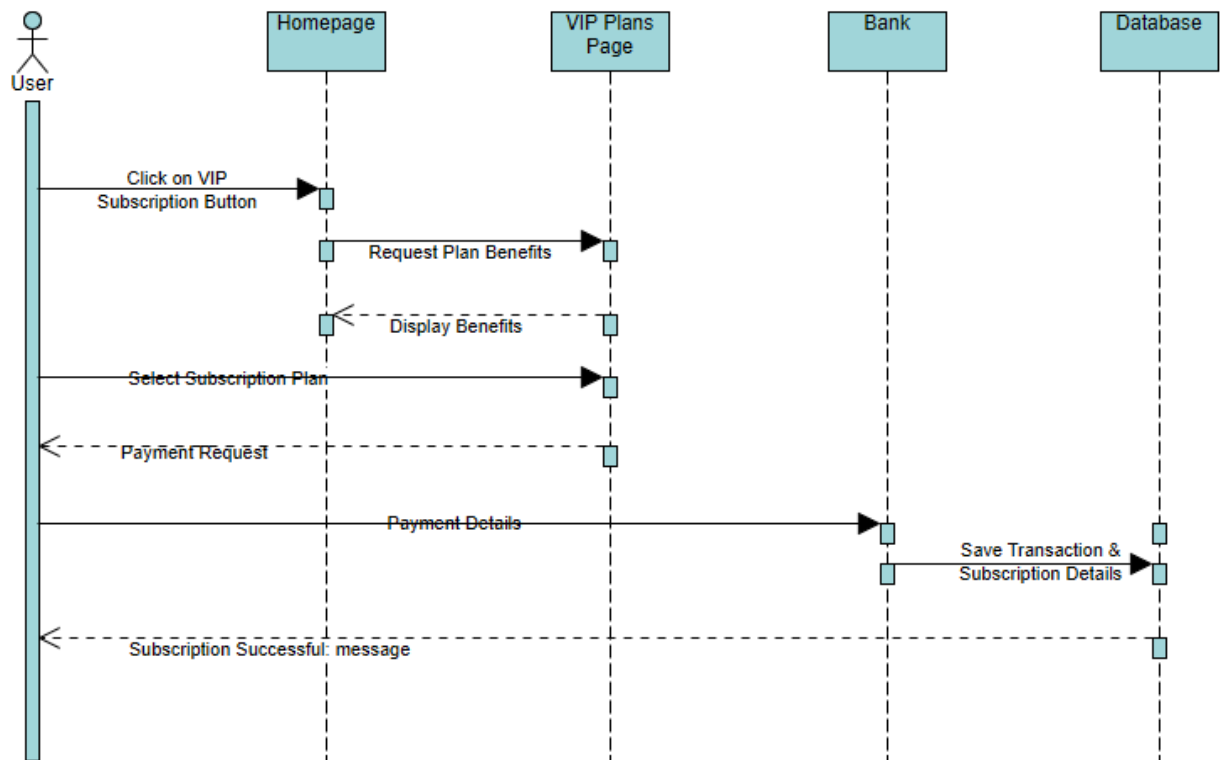 Homepage
VIP Plans
Page
Bank
Database
User
Click on VIP
Subscription Button
Request Plan Benefits
Display Benefits
Select Subscription Plan
Payment Request
Payment Details
Save Transaction &
Subscription Details
Subscription Successful: message